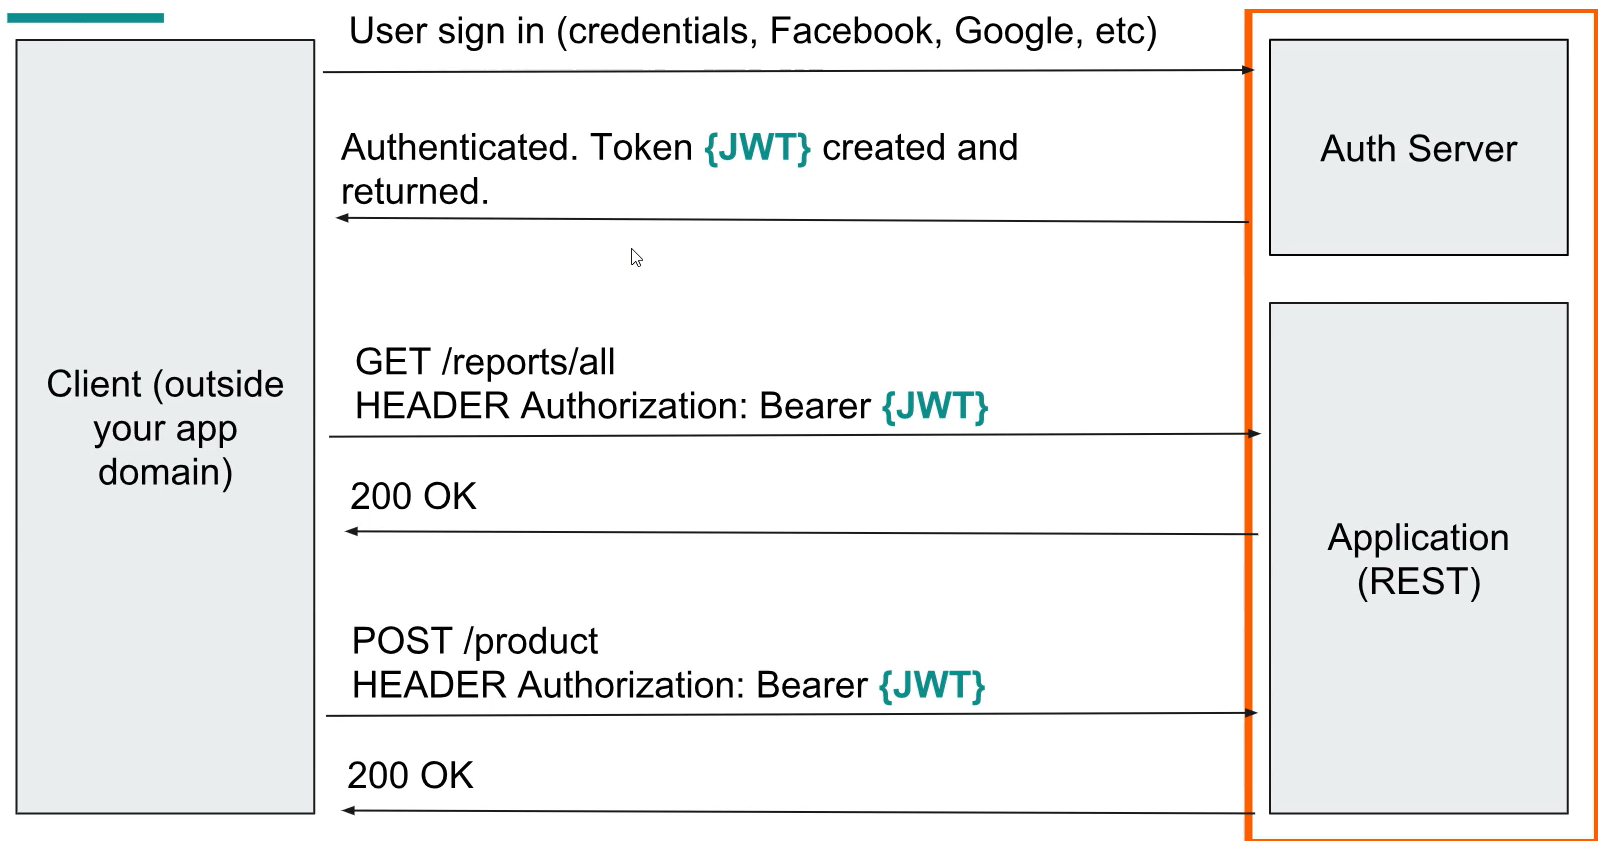 User sign in (credentials, Facebook, Google, etc)
Authenticated. Token {JWT} created and
returned.
Auth Server
GET /reports/all
HEADER Authorization: Bearer {JWT}
Client (outside
your app
domain)
200 OK
Application
(REST)
POST /product
HEADER Authorization: Bearer {JWT}
200 OK